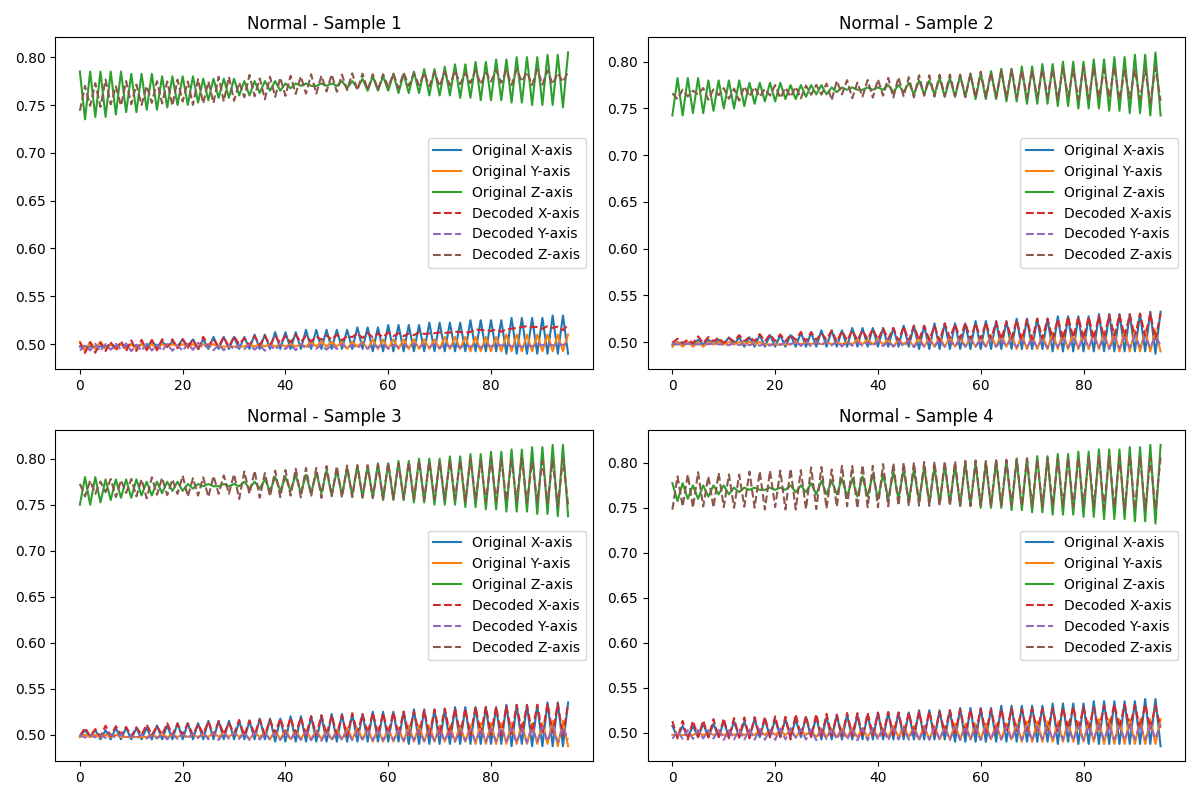 Normal - Sample 1
0.80
0.75
0.70
0.65
0.60
0.55
0.50
0 20 40 60 80
Original X-axis
Original Y-axis
Original Z-axis
Decoded X-axis
Decoded Y-axis
Decoded Z-axis
Normal - Sample 2
0.80
0.75
0.70
0.65
0.60
0.55
0.50
0 20 40 60 80
Original X-axis
Original Y-axis
Original Z-axis
Decoded X-axis
Decoded Y-axis
Decoded Z-axis
Normal - Sample 3
0.80
0.75
0.70
0.65
0.60
0.55
0.50
0 20 40 60 80
Original X-axis
Original Y-axis
Original Z-axis
Decoded X-axis
Decoded Y-axis
Decoded Z-axis
Normal - Sample 4
0.80
0.75
0.70
0.65
0.60
0.55
0.50
0 20 40 60 80
Original X-axis
Original Y-axis
Original Z-axis
Decoded X-axis
Decoded Y-axis
Decoded Z-axis